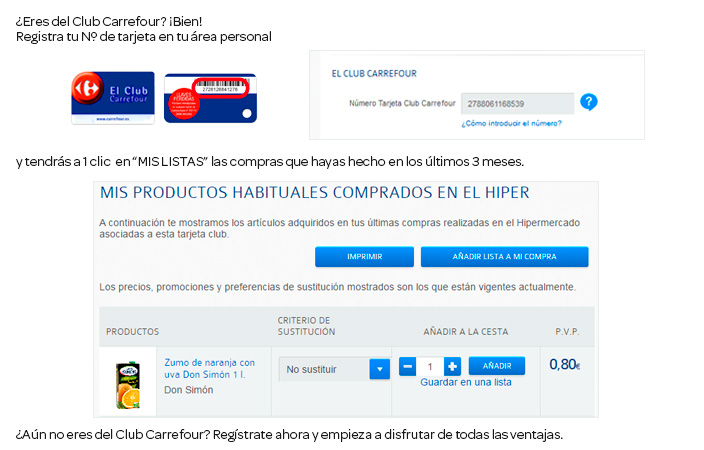 ¿Eres del Club Carrefour? ¡Bien!
Registra tu Nº de tarjeta en tu área personal
El Club
Carrefour
www.carrefour.es
LLAVES
PERDIDAS
EL CLUB CARREFOUR
Número Tarjeta Club Carrefour 2788061168539 ?
¿Cómo introducir el número?
y tendrás a 1 clic en “MIS LISTAS” las compras que hayas hecho en los últimos 3 meses.
MIS PRODUCTOS HABITUALES COMPRADOS EN EL HIPER
A continuación te mostramos los artículos adquiridos en tus últimas compras realizadas en el Hipermercado
asociadas a esta tarjeta club.
IMPRIMIR AÑADIR LISTA A MI COMPRA
Los precios, promociones y preferencias de sustitución mostrados son los que están vigentes actualmente.
PRODUCTOS CRITERIO DE SUSTITUCIÓN AÑADIR A LA CESTA P.V.P.
Zumo de naranja con
uva Don Simón 1 l.
Don Simón
No sustituir
1 AÑADIR
Guardar en una lista
0,80€
¿Aún no eres del Club Carrefour? Regístrate ahora y empieza a disfrutar de todas las ventajas.